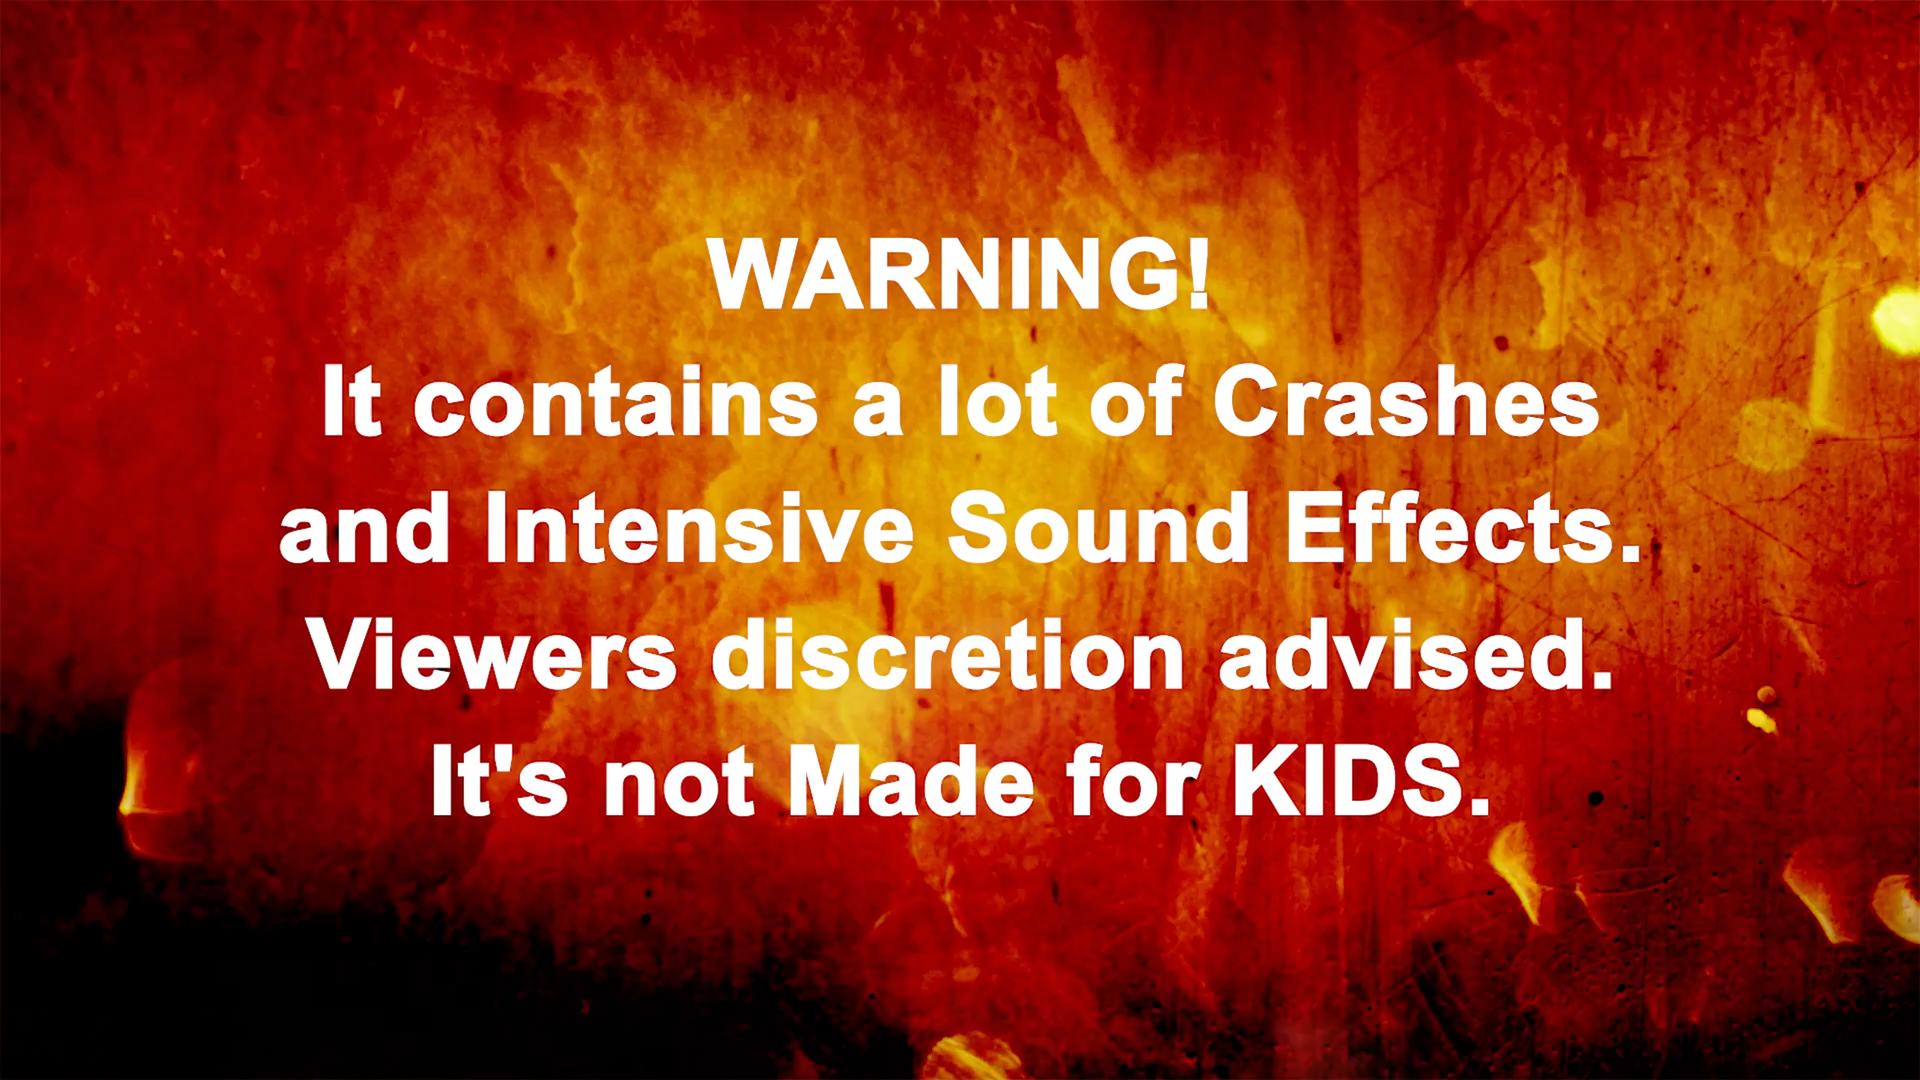 WARNING!
It contains a lot of Crashes
and Intensive Sound Effects.
Viewers discretion advised.
It's not Made for KIDS.